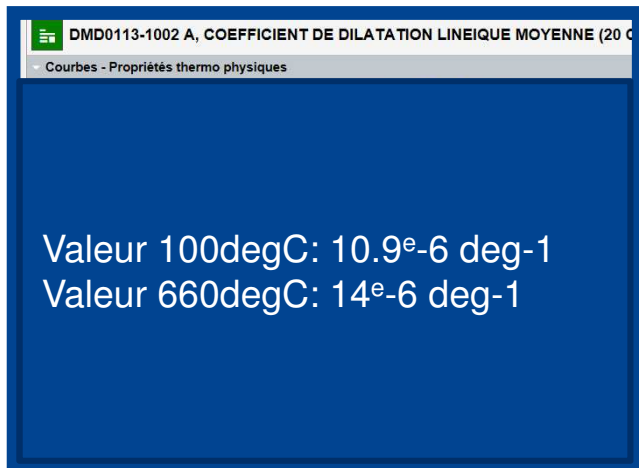 DMD0113-1002 A, COEFFICIENT DE DILATATION LINEIQUE MOYENNE (20
Courbes - Propriétés thermo physiques
Valeur 100degC: 10.9ᵉ-6 deg-1
Valeur 660degC: 14ᵉ-6 deg-1